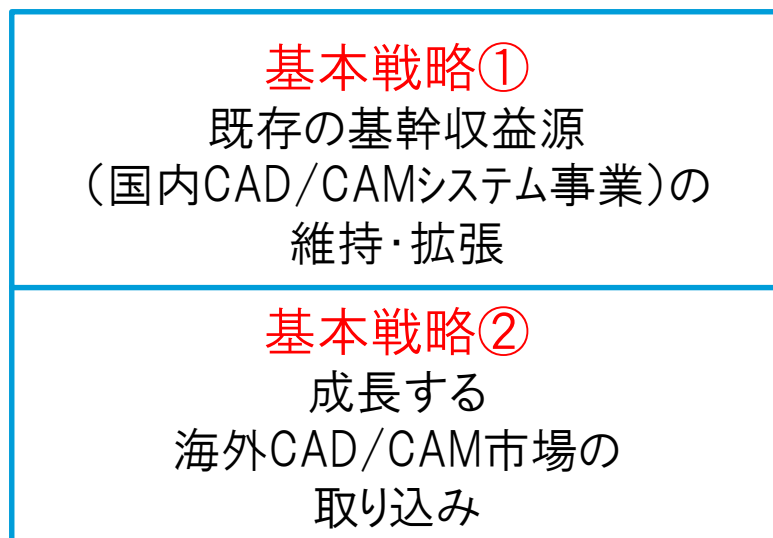 基本戦略①
既存の基幹収益源
（国内CAD/CAMシステム事業）の
維持・拡張
基本戦略②
成長する
海外CAD/CAM市場の
取り込み